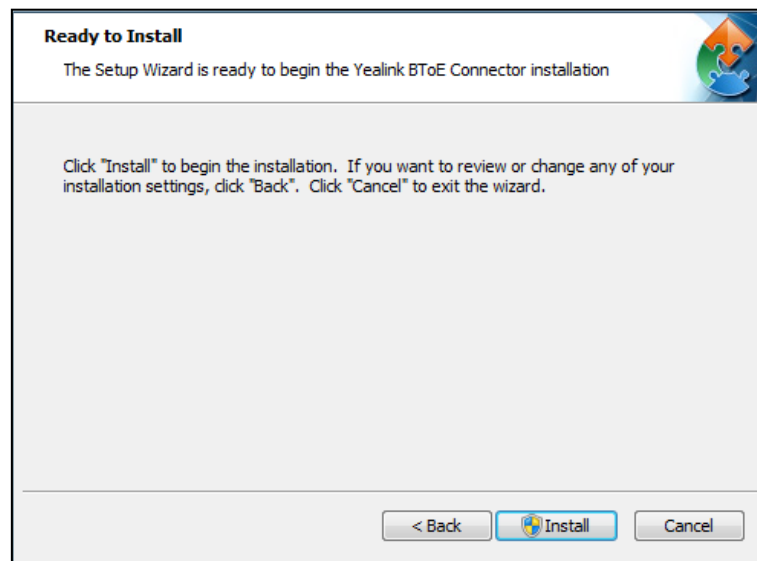 Ready to Install
The Setup Wizard is ready to begin the Yealink BToE Connector installation
Click "Install" to begin the installation. If you want to review or change any of your
installation settings, click "Back". Click "Cancel" to exit the wizard.
< Back Install Cancel